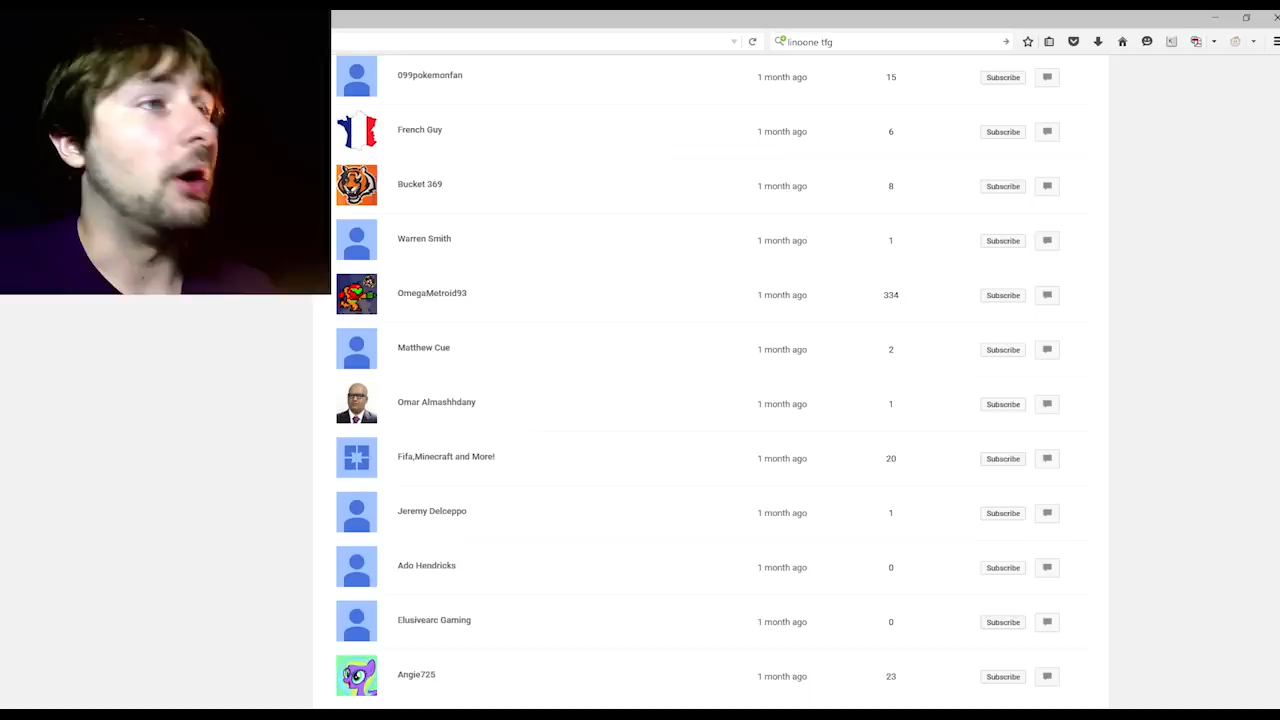 linoone tfg
099pokemonfan 1 month ago 15 Subscribe
French Guy 1 month ago 6 Subscribe
Bucket 369 1 month ago 8 Subscribe
Warren Smith 1 month ago 1 Subscribe
OmegaMetroid93 1 month ago 334 Subscribe
Matthew Cue 1 month ago 2 Subscribe
Omar Almashhdany 1 month ago 1 Subscribe
Fifa,Minecraft and More! 1 month ago 20 Subscribe
Jeremy Delceppo 1 month ago 1 Subscribe
Ado Hendricks 1 month ago 0 Subscribe
Elusivearc Gaming 1 month ago 0 Subscribe
Angie725 1 month ago 23 Subscribe